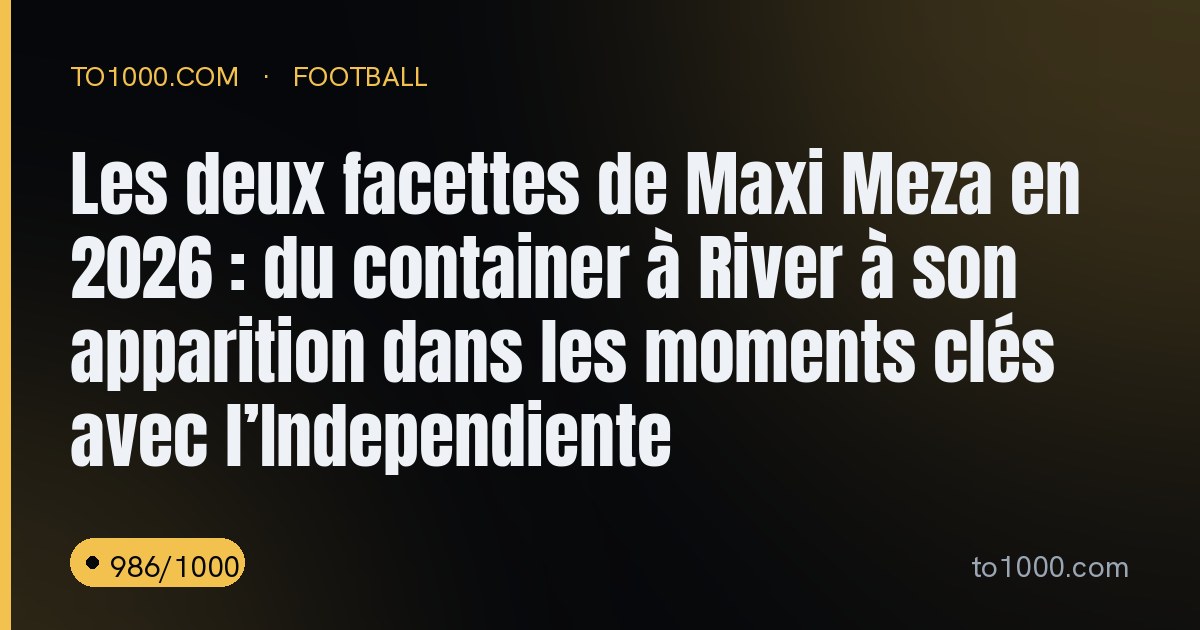 TO1000.COM · FOOTBALL
Les deux facettes de Maxi Meza en
2026 : du container à River à son
apparition dans les moments clés
avec l’Independiente
986/1000
to1000.com